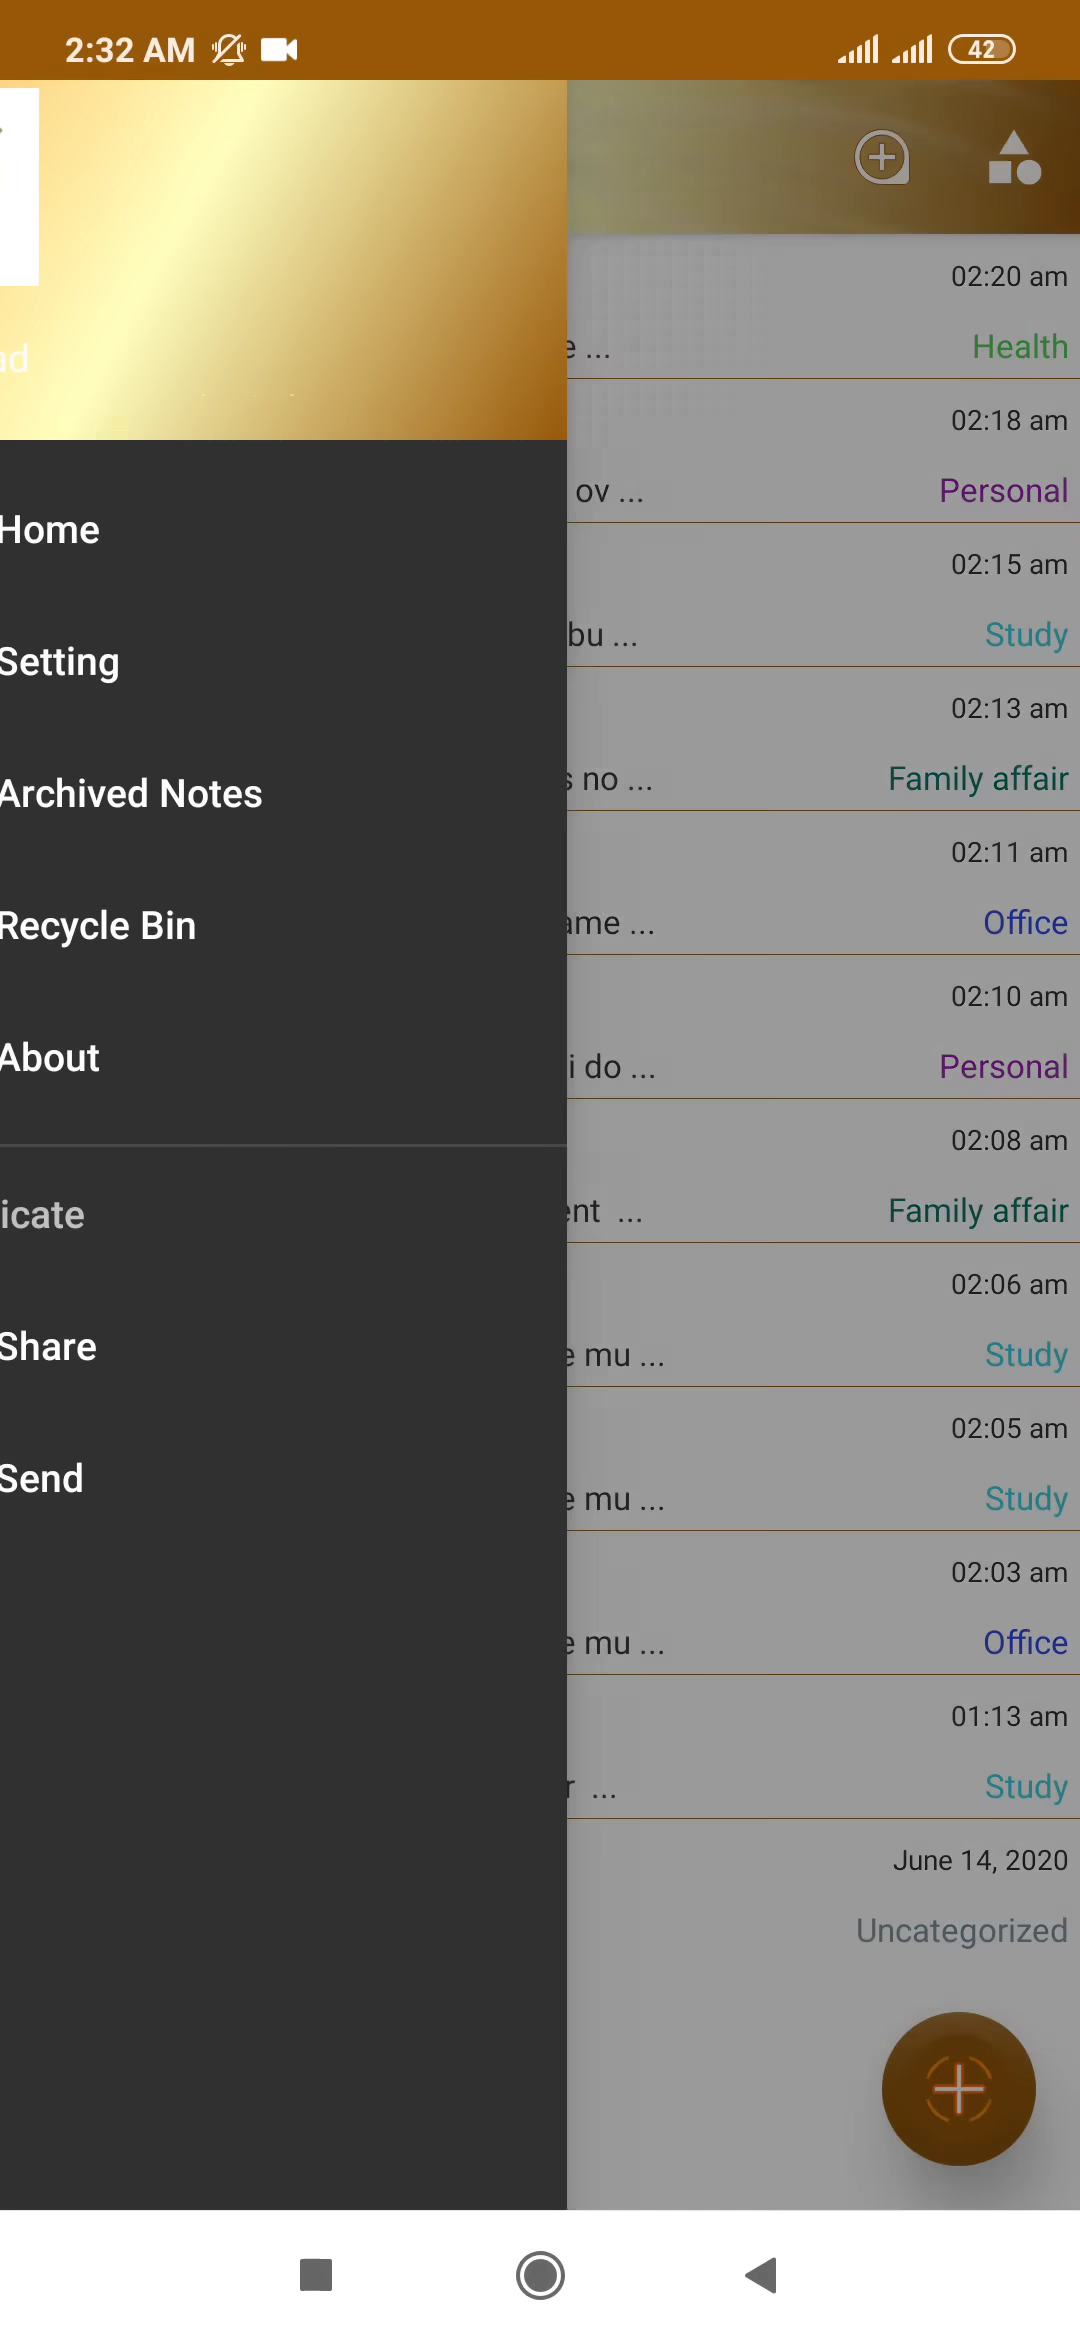 2:32 AM
42
ad
02:20 am
e ...
Health
02:18 am
ov ...
Personal
02:15 am
bu ...
Study
02:13 am
s no ...
Family affair
02:11 am
ame ...
Office
02:10 am
i do ...
Personal
02:08 am
ent ...
Family affair
02:06 am
e mu ...
Study
02:05 am
e mu ...
Study
02:03 am
e mu ...
Office
01:13 am
r ...
Study
June 14, 2020
Uncategorized
Home
Setting
Archived Notes
Recycle Bin
About
icate
Share
Send